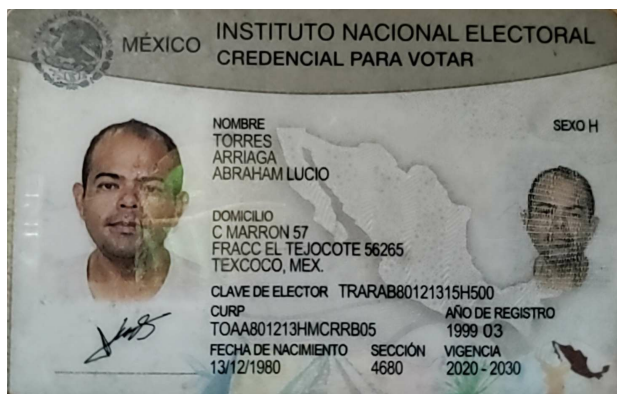 MÉXICO
INSTITUTO NACIONAL ELECTORAL
CREDENCIAL PARA VOTAR
NOMBRE
SEXO H
TORRES
ARRIAGA
ABRAHAM LUCIO
DOMICILIO
C MARRON 57
FRACC EL TEJOCOTE 56265
TEXCOCO, MEX.
CLAVE DE ELECTOR TRARAB80121315H500
CURP
AÑO DE REGISTRO
TOAA801213HMCRRB05
1999 03
FECHA DE NACIMIENTO SECCIÓN VIGENCIA
13/12/1980 4680 2020 - 2030